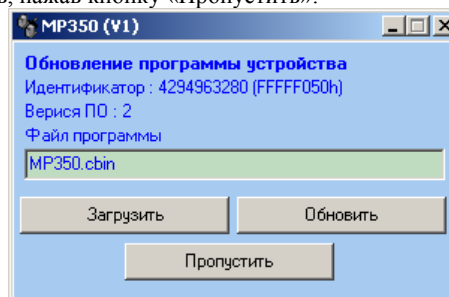 , нажав кнопку «Пропустить».
MP350 (V1)
Обновление программы устройства
Идентификатор : 4294963280 (FFFFF050h)
Верися ПО : 2
Файл программы
MP350.cbin
Загрузить Обновить
Пропустить